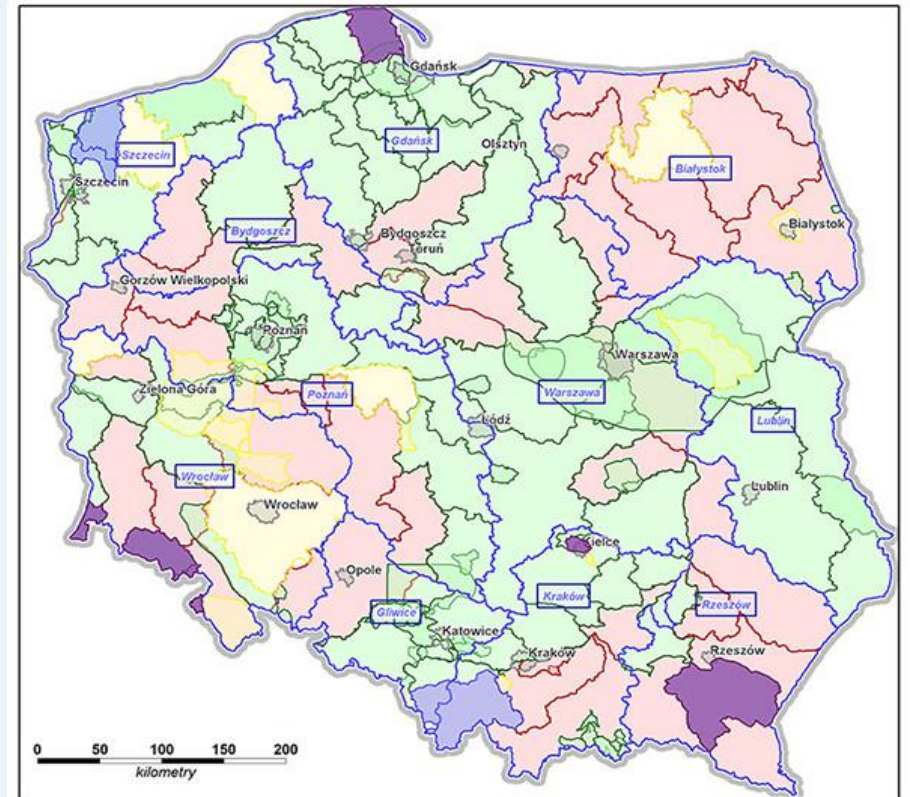 Gdańsk
Gdańsk
Olsztyn
Szczecin
Białystok
Szczecin
Bydgoszcz
Bydgoszcz
Białystok
Toruń
Gorzów Wielkopolski
Poznań
Warszawa
Zielona Góra
Poznań
Warszawa
Łódź
Lublin
Wrocław
Lublin
Wrocław
Kielce
Opole
Kraków
Rzeszów
Gliwice
Katowice
Kraków
Rzeszów
0 50 100 150 200
kilometry